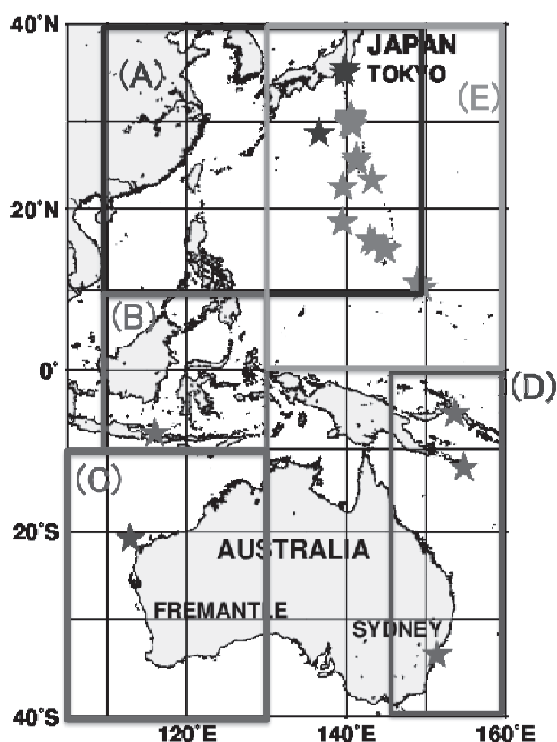 40°N
JAPAN
(A)
TOKYO
(E)
20°N
(B)
0°
(D)
(C)
20°S
AUSTRALIA
FREMANTLE
SYDNEY
40°S
120°E
140°E
160°E